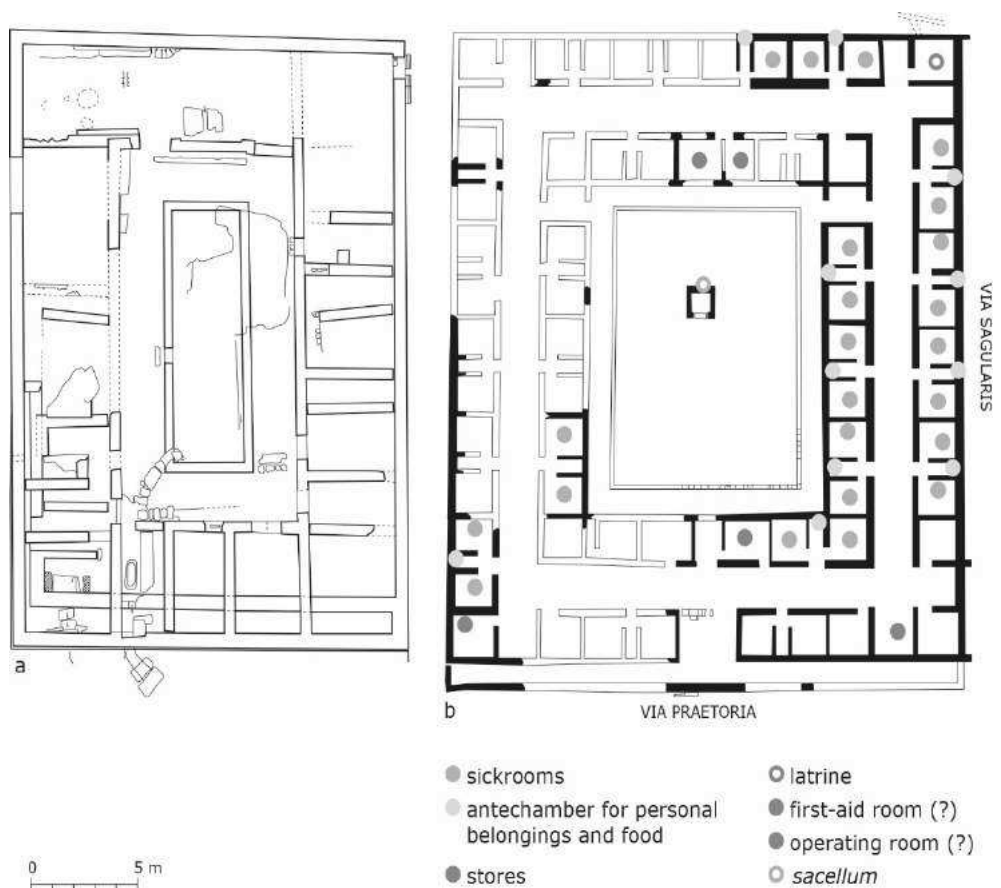 a
b
VIA SAGULARIS
VIA PRAETORIA
sickrooms
antechamber for personal
belongings and food
stores
latrine
first-aid room (?)
operating room (?)
sacellum
0 5 m